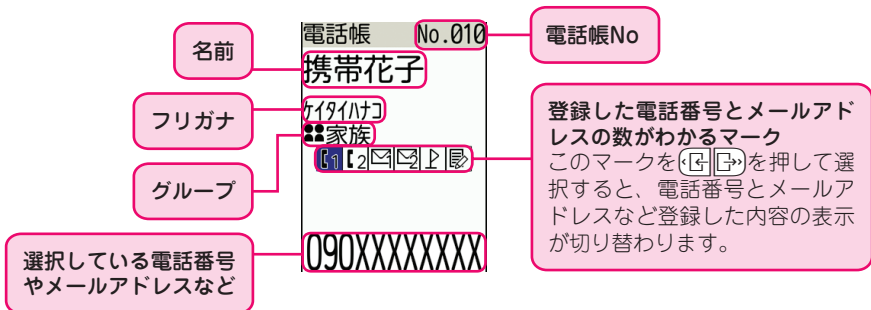 名前
フリガナ
グループ
選択している電話番号
やメールアドレスなど
電話帳 No.010
携帯花子
ｹｲﾀｲﾊﾅｺ
家族
1 2 2
090XXXXXXXX
電話帳No
登録した電話番号とメールアド
レスの数がわかるマーク
このマークを を押して選
択すると、電話番号とメールア
ドレスなど登録した内容の表示
が切り替わります。